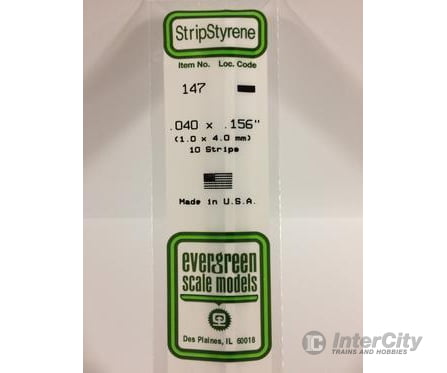 StripStyrene
Item No. Loc. Code
147
.040 x .156"
(1.0 x 4.0 mm)
10 Strips
Made in U.S.A.
evergreen
scale models
Des Plaines, IL 60018
InterCity
TRAINS AND HOBBIES